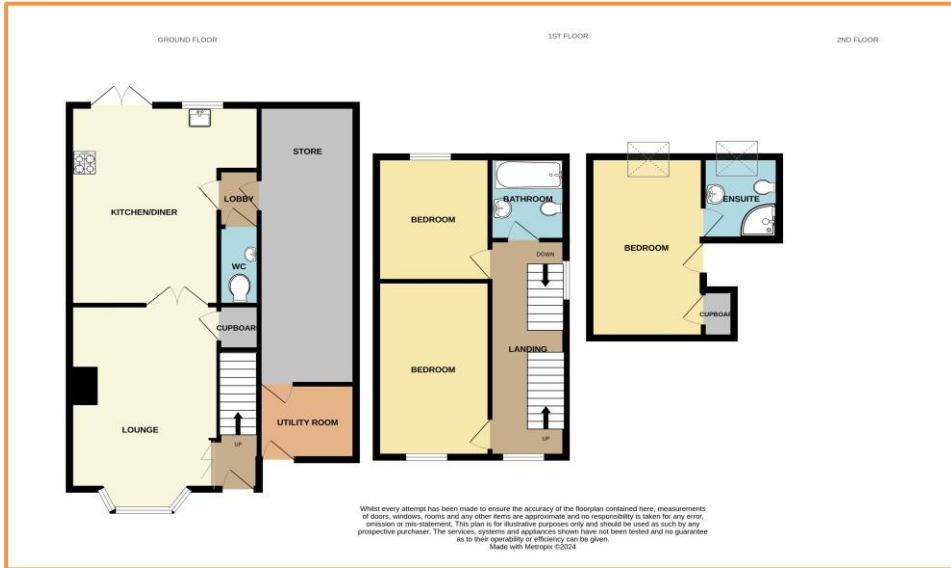 GROUND FLOOR
1ST FLOOR
2ND FLOOR
STORE
LOBBY
KITCHEN/DINER
WC
CUPBOARD
LOUNGE
UP
UTILITY ROOM
BEDROOM
BATHROOM
DOWN
LANDING
BEDROOM
UP
ENSUITE
BEDROOM
CUPBOARD
Whilst every attempt has been made to ensure the accuracy of the floorplan contained here, measurements
of doors, windows, rooms and any other items are approximate and no responsibility is taken for any error,
omission or mis-statement. This plan is for illustrative purposes only and should be used as such by any
prospective purchaser. The services, systems and appliances shown have not been tested and no guarantee
as to their operability or efficiency can be given.
Made with Metropix ©2024